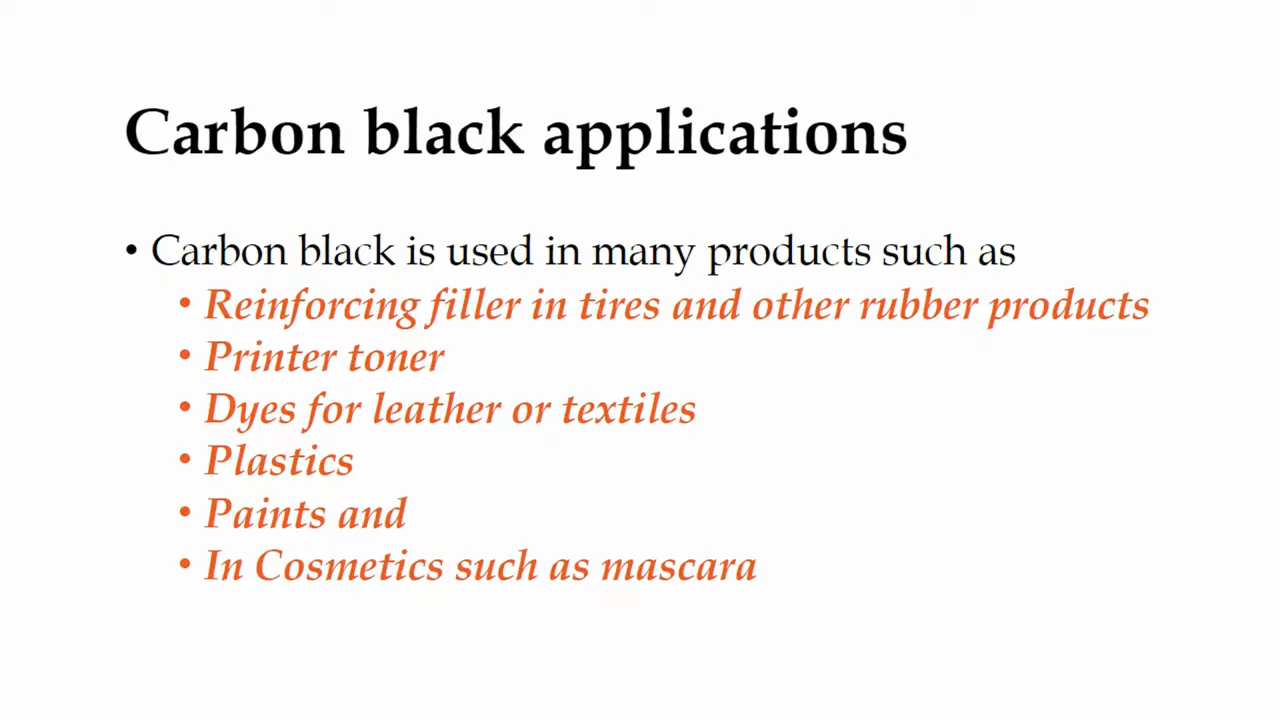 Carbon black applications
• Carbon black is used in many products such as
• Reinforcing filler in tires and other rubber products
• Printer toner
• Dyes for leather or textiles
• Plastics
• Paints and
• In Cosmetics such as mascara